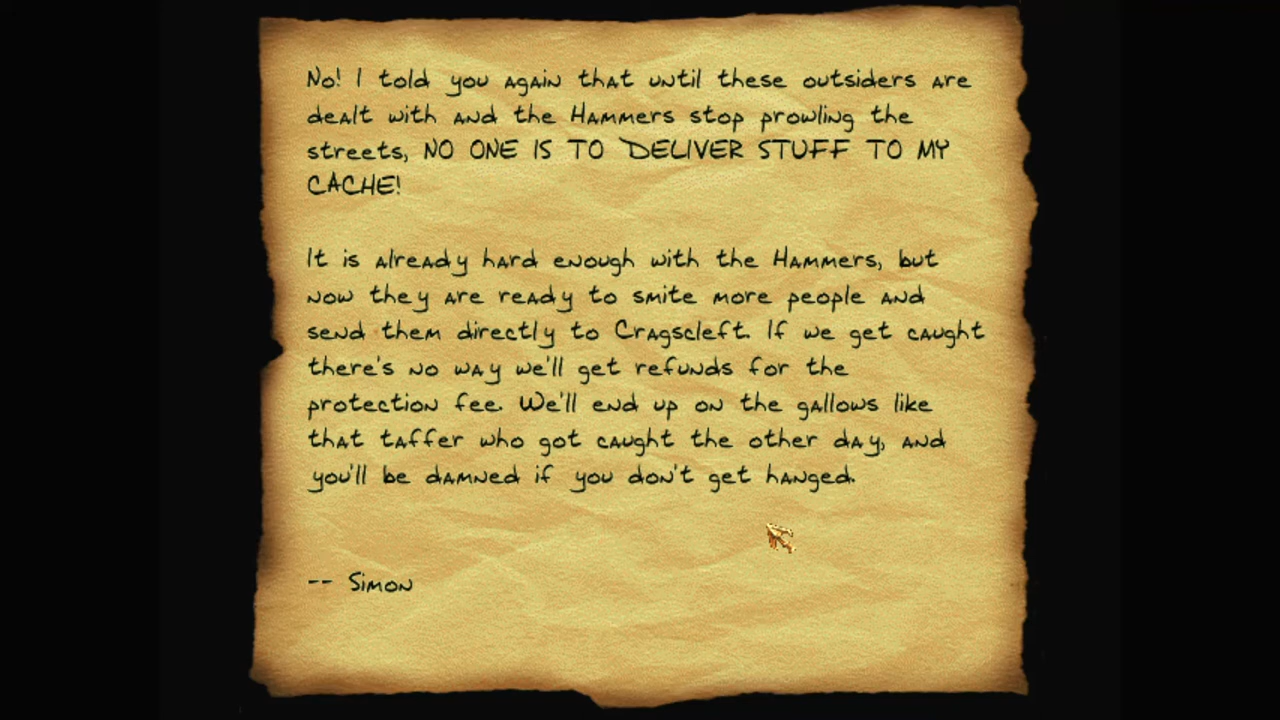 No! I told you again that until these outsiders are
dealt with and the Hammers stop prowling the
streets, NO ONE IS TO DELIVER STUFF TO MY
CACHE!
It is already hard enough with the Hammers, but
now they are ready to smite more people and
send them directly to Cragscleft. If we get caught
there's no way we'll get refunds for the
protection fee. We'll end up on the gallows like
that taffer who got caught the other day, and
you'll be damned if you don't get hanged.
-- Simon